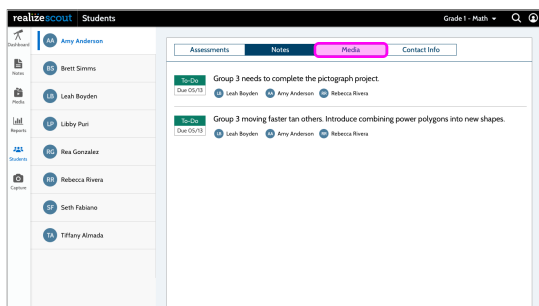 realizescout Students Grade 1 - Math
Dashboard
Notes
Media
Reports
Students
Capture
AA Amy Anderson
BS Brett Simms
LB Leah Boyden
LP Libby Puri
RG Rea Gonzalez
RR Rebecca Rivera
SF Seth Fabiano
TA Tiffany Almada
Assessments Notes Media Contact Info
To-Do Group 3 needs to complete the pictograph project.
Due 05/13 LB Leah Boyden AA Amy Anderson RR Rebecca Rivera
To-Do Group 3 moving faster tan others. Introduce combining power polygons into new shapes.
Due 05/13 LB Leah Boyden AA Amy Anderson RR Rebecca Rivera